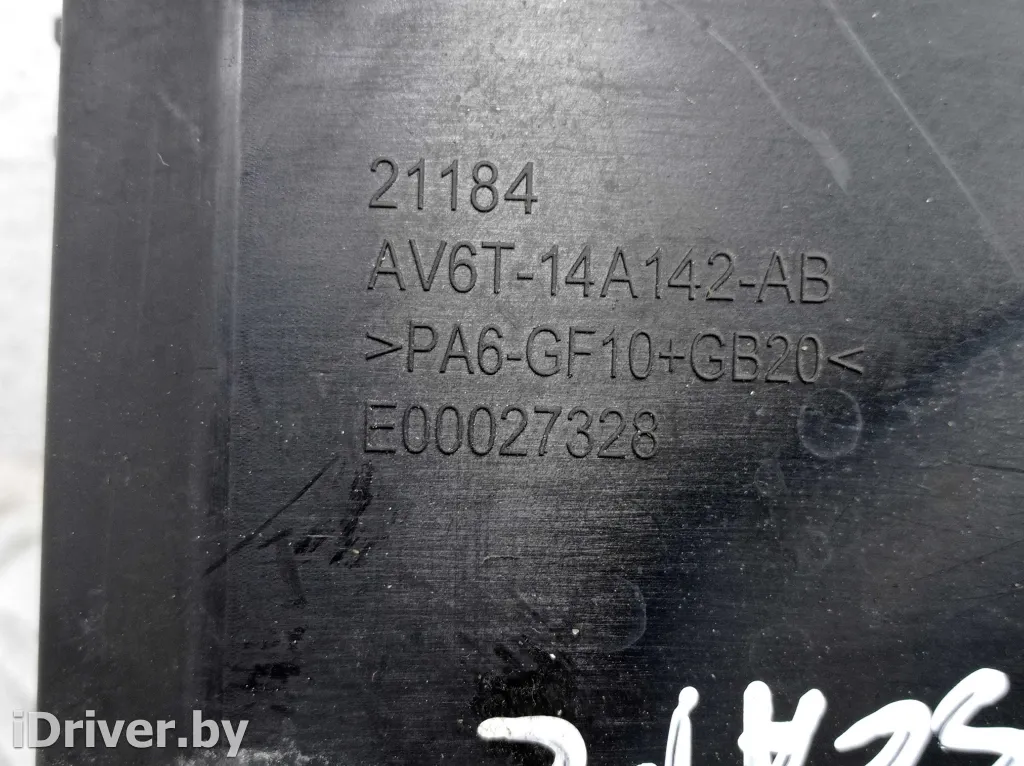 21184
AV6T-14A142-AB
>PA6-GF10+GB20<
E00027328
iDriver.by